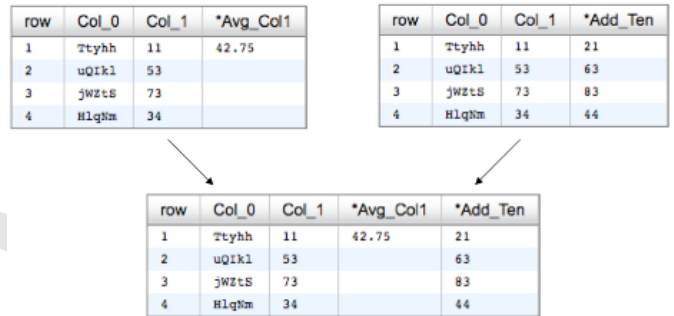 row Col_0 Col_1 *Avg_Col1
1 Ttyhh 11 42.75
2 uQIkl 53
3 jWZtS 73
4 HlqNm 34
row Col_0 Col_1 *Add_Ten
1 Ttyhh 11 21
2 uQIkl 53 63
3 jWZtS 73 83
4 HlqNm 34 44
row Col_0 Col_1 *Avg_Col1 *Add_Ten
1 Ttyhh 11 42.75 21
2 uQIkl 53 63
3 jWZtS 73 83
4 HlqNm 34 44